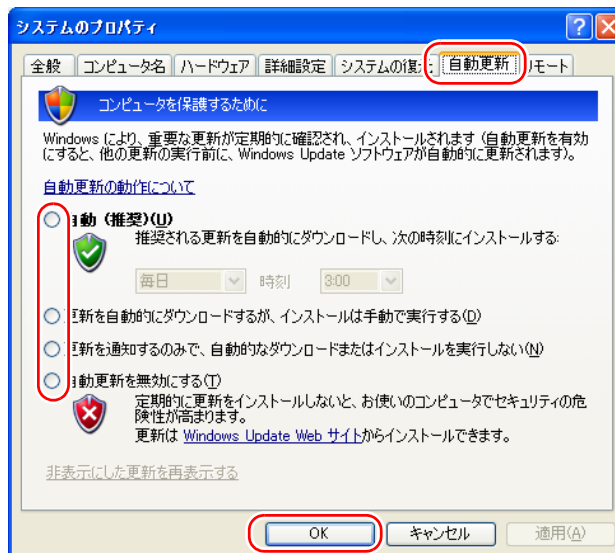 システムのプロパティ
全般 コンピュータ名 ハードウェア 詳細設定 システムの復元 自動更新 リモート
コンピュータを保護するために
Windows により、重要な更新が定期的に確認され、インストールされます (自動更新を有効
にすると、他の更新の実行前に、Windows Update ソフトウェアが自動的に更新されます)。
自動更新の動作について
自動 (推奨)(U)
推奨される更新を自動的にダウンロードし、次の時刻にインストールする:
毎日 時刻 3:00
更新を自動的にダウンロードするが、インストールは手動で実行する(D)
更新を通知するのみで、自動的なダウンロードまたはインストールを実行しない(N)
自動更新を無効にする(T)
定期的に更新をインストールしないと、お使いのコンピュータでセキュリティの危
険性が高まります。
更新は Windows Update Web サイトからインストールできます。
非表示にした更新を再表示する
OK キャンセル 適用(A)